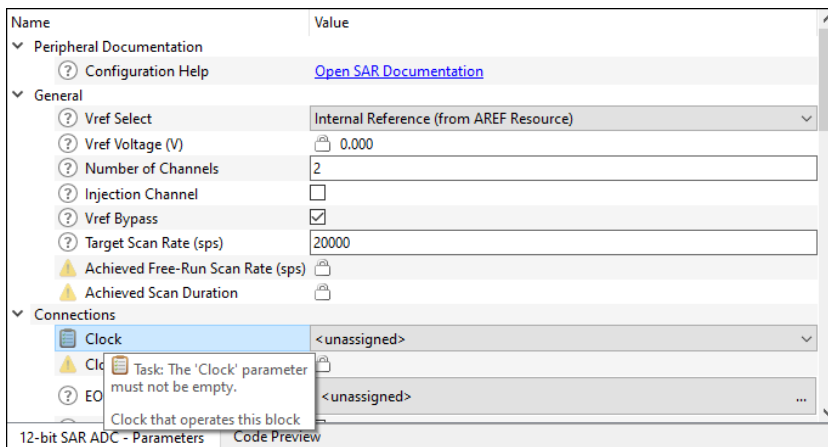 Name Value
Peripheral Documentation
Configuration Help Open SAR Documentation
General
Vref Select Internal Reference (from AREF Resource)
Vref Voltage (V) 0.000
Number of Channels 2
Injection Channel
Vref Bypass
Target Scan Rate (sps) 20000
Achieved Free-Run Scan Rate (sps)
Achieved Scan Duration
Connections
Clock <unassigned>
Task: The 'Clock' parameter
must not be empty.
EO <unassigned> ...
Clock that operates this block
12-bit SAR ADC - Parameters Code Preview